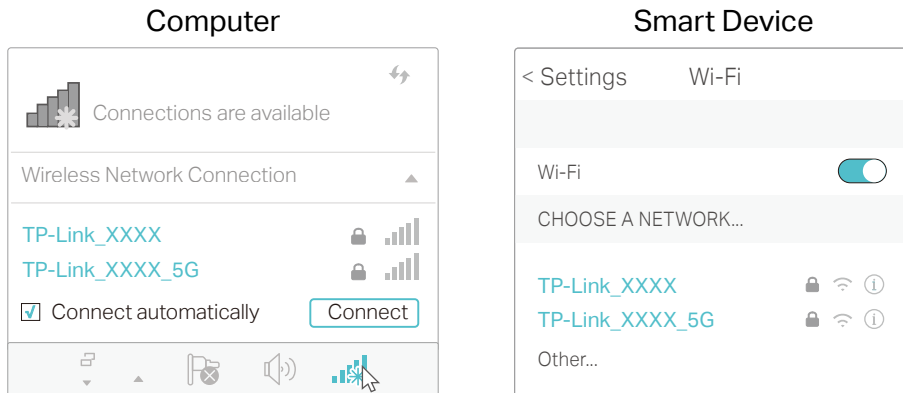 Computer
Connections are available
Wireless Network Connection
TP-Link_XXXX
TP-Link_XXXX_5G
Connect automatically
Connect
Smart Device
< Settings
Wi-Fi
Wi-Fi
CHOOSE A NETWORK...
TP-Link_XXXX
TP-Link_XXXX_5G
Other...